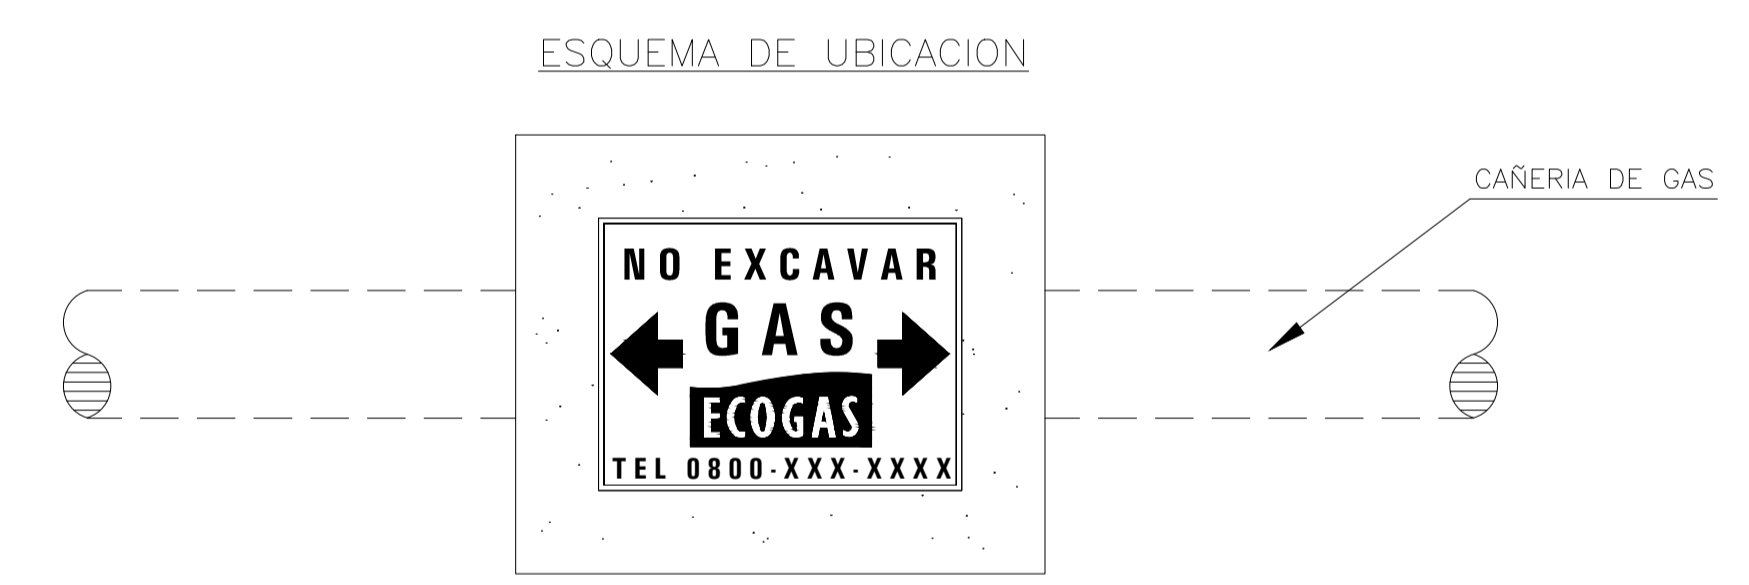 ESQUEMA DE UBICACION
CAÑERIA DE GAS
NO EXCAVAR
GAS
ECOGAS
TEL 0800-XXX-XXXX